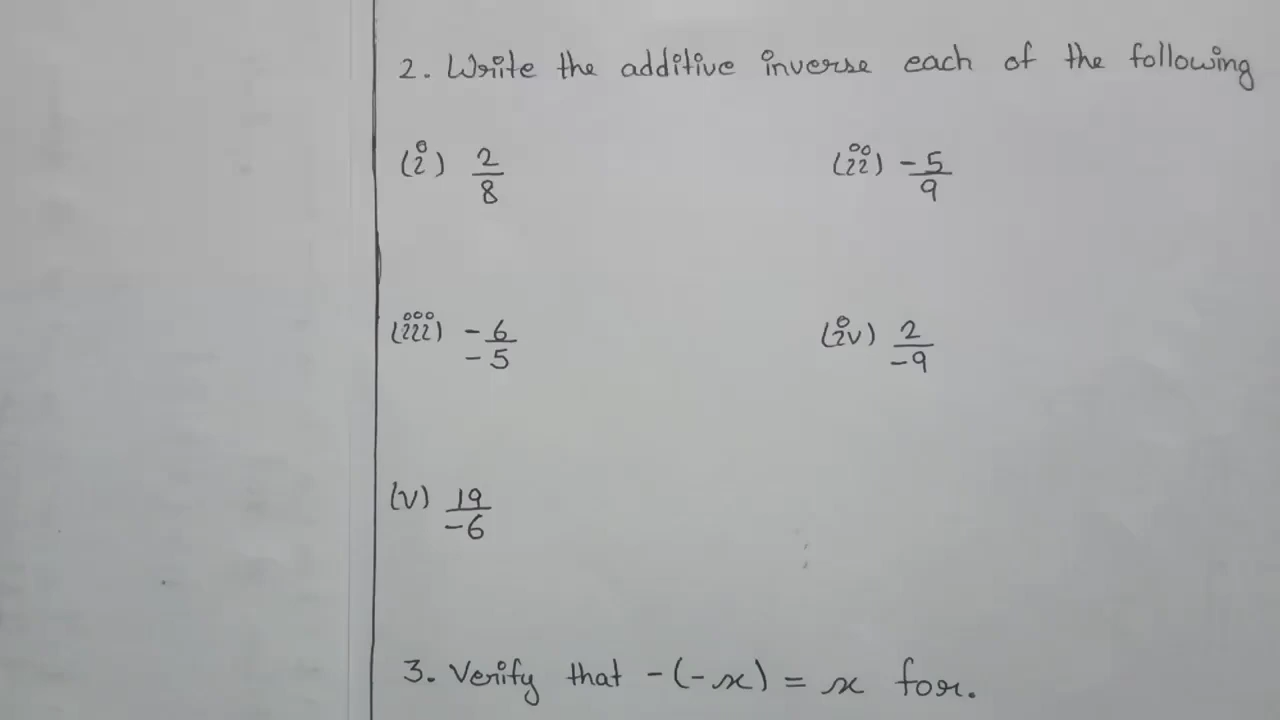 2. Write the additive inverse each of the following
(i) 2/8 (ii) -5/9
(iii) -6/-5 (iv) 2/-9
(v) 19/-6
3. Verify that -(-x) = x for.